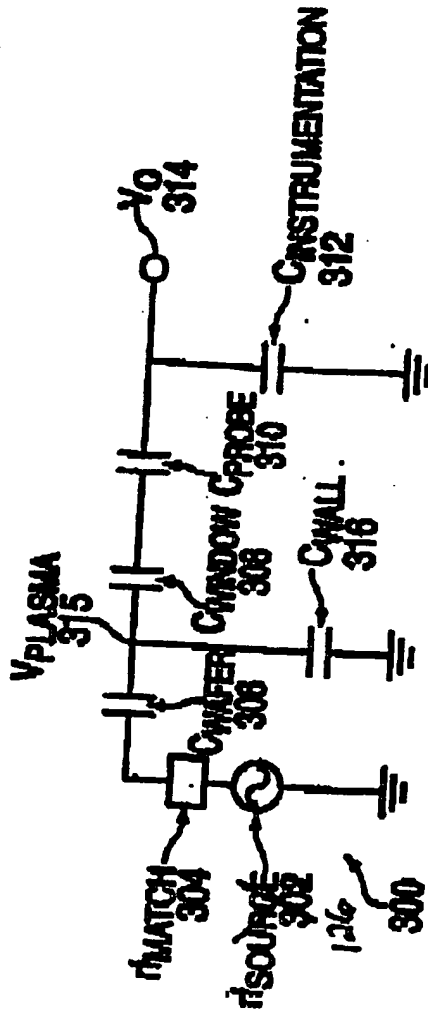 VPLASMA
315
VO
314
rfMATCH
304
CWAFER
306
CWINDOW
308
CPROBE
310
CINSTRUMENTATION
312
rfSOURCE
302
126
CWALL
316
300